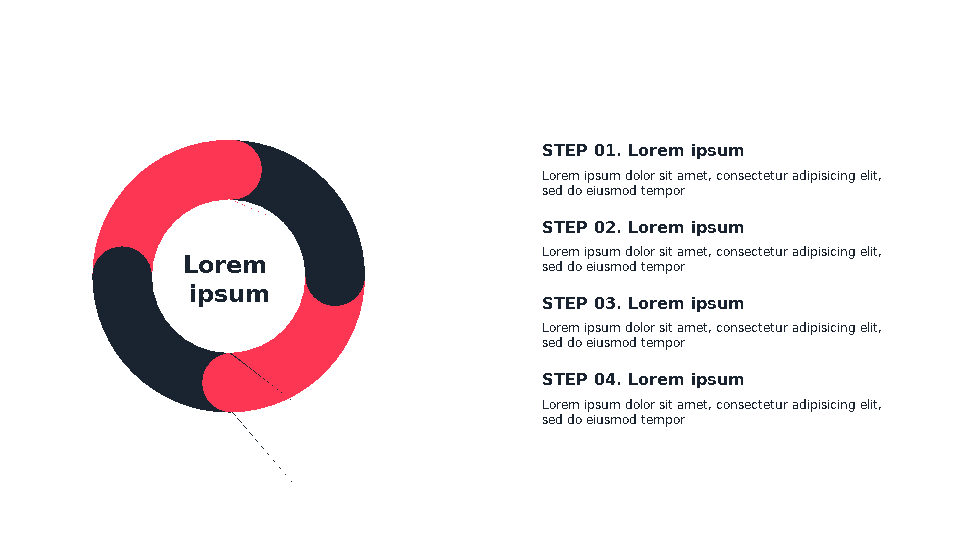 Lorem
ipsum
STEP 01. Lorem ipsum
Lorem ipsum dolor sit amet, consectetur adipisicing elit,
sed do eiusmod tempor
STEP 02. Lorem ipsum
Lorem ipsum dolor sit amet, consectetur adipisicing elit,
sed do eiusmod tempor
STEP 03. Lorem ipsum
Lorem ipsum dolor sit amet, consectetur adipisicing elit,
sed do eiusmod tempor
STEP 04. Lorem ipsum
Lorem ipsum dolor sit amet, consectetur adipisicing elit,
sed do eiusmod tempor